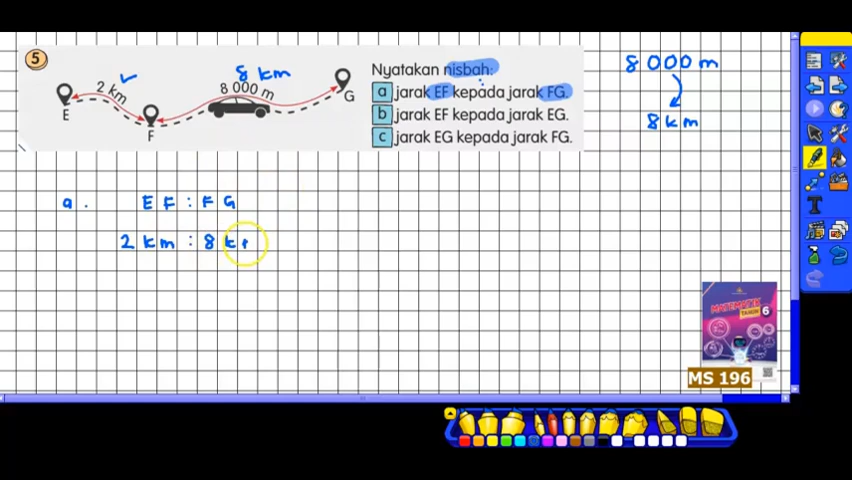 5
2 km
8 km
8 000 m
E
F
G
Nyatakan nisbah:
a jarak EF kepada jarak FG.
b jarak EF kepada jarak EG.
c jarak EG kepada jarak FG.
8 000 m
8 km
a. EF : FG
2 km : 8 k
MATEMATIK
TAHUN 6
MS 196
T